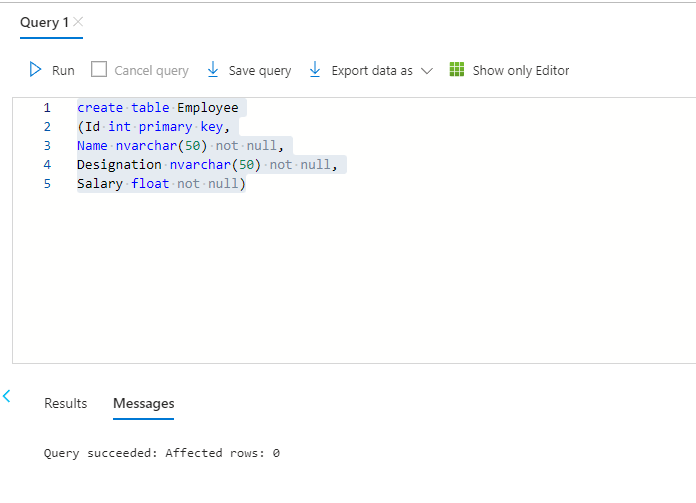 Query 1
Run Cancel query Save query Export data as Show only Editor
1 create table Employee
2 (Id int primary key,
3 Name nvarchar(50) not null,
4 Designation nvarchar(50) not null,
5 Salary float not null)
Results Messages
Query succeeded: Affected rows: 0